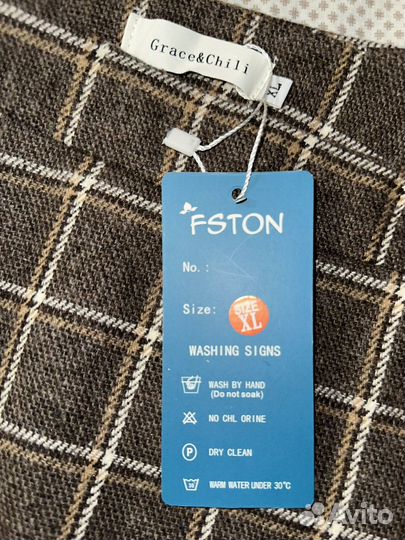 Grace&Chili
XL
FSTON
No.:
Size: SIZE XL
WASHING SIGNS
WASH BY HAND
(Do not soak)
NO CHL ORINE
P DRY CLEAN
30 WARM WATER UNDER 30℃
Avito